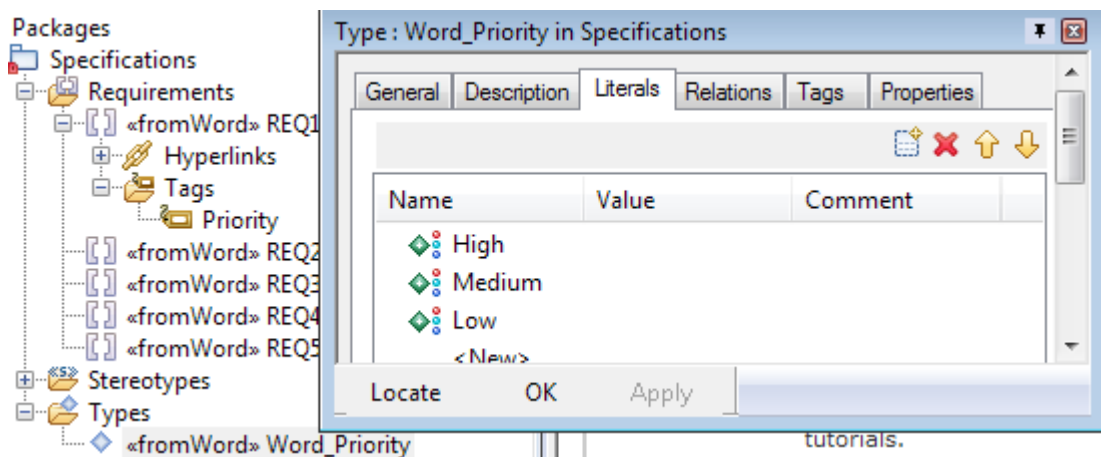 Packages
Specifications
Requirements
«fromWord» REQ1
Hyperlinks
Tags
Priority
«fromWord» REQ2
«fromWord» REQ3
«fromWord» REQ4
«fromWord» REQ5
«S»
Stereotypes
Types
«fromWord» Word_Priority
Type : Word_Priority in Specifications
General Description Literals Relations Tags Properties
Name Value Comment
High
Medium
Low
<New>
Locate OK Apply
tutorials.